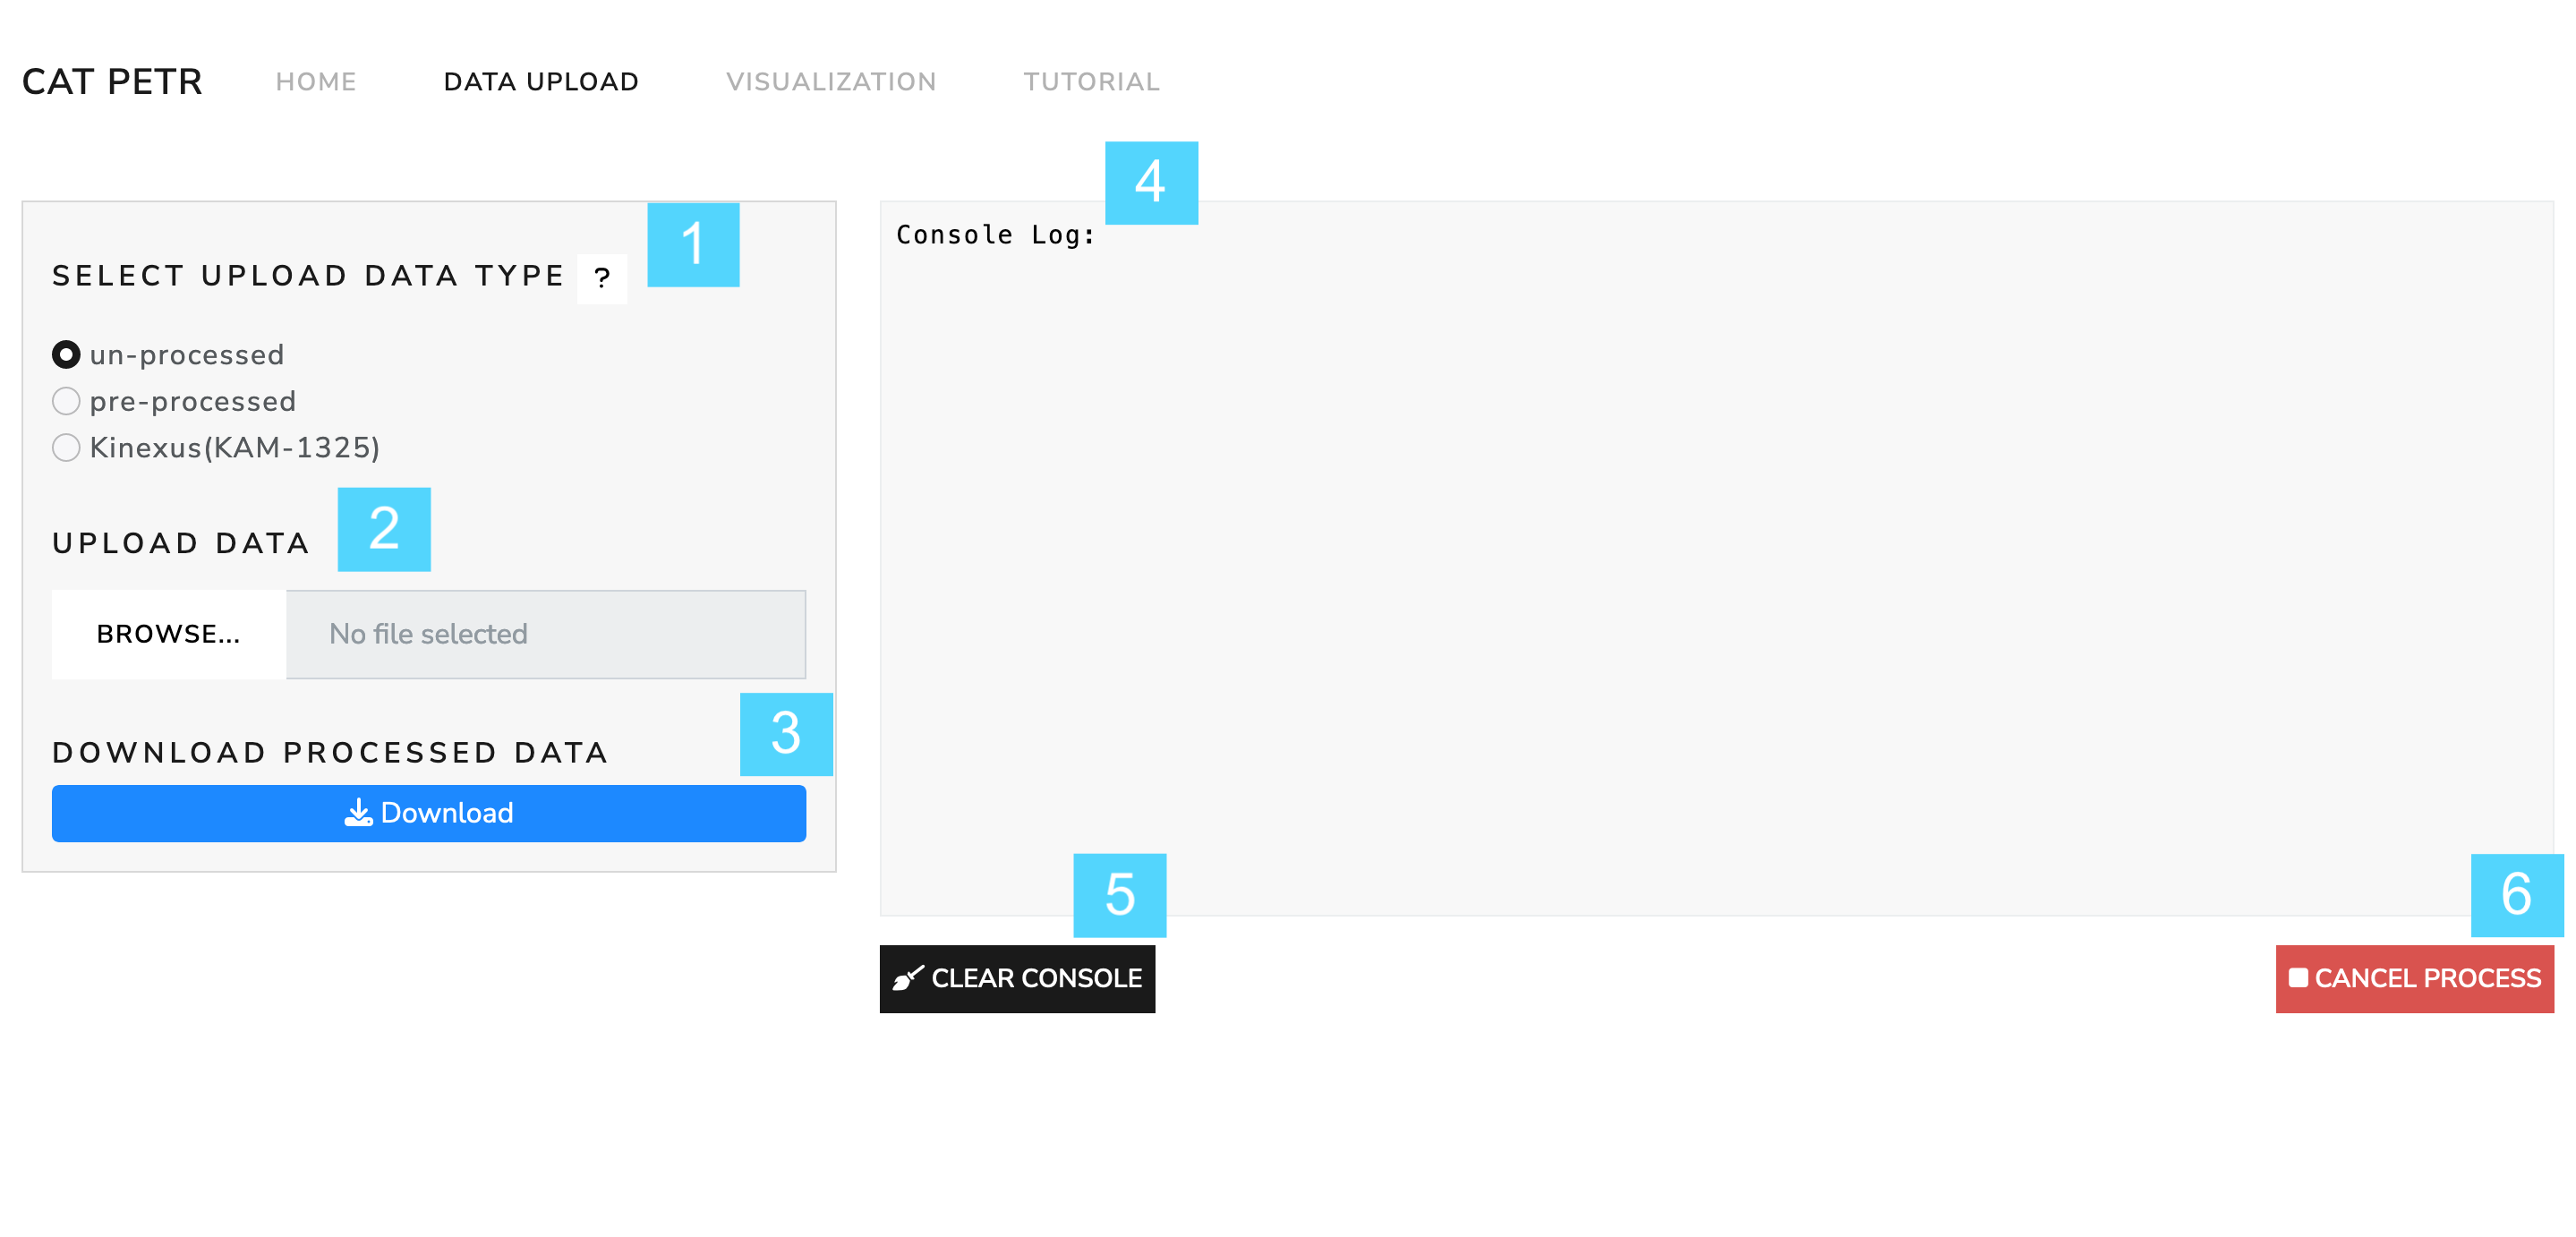 CAT PETR HOME DATA UPLOAD VISUALIZATION TUTORIAL
1
SELECT UPLOAD DATA TYPE ?
un-processed
pre-processed
Kinexus(KAM-1325)
2
UPLOAD DATA
BROWSE... No file selected
3
DOWNLOAD PROCESSED DATA
Download
4
Console Log:
5
CLEAR CONSOLE
6
CANCEL PROCESS